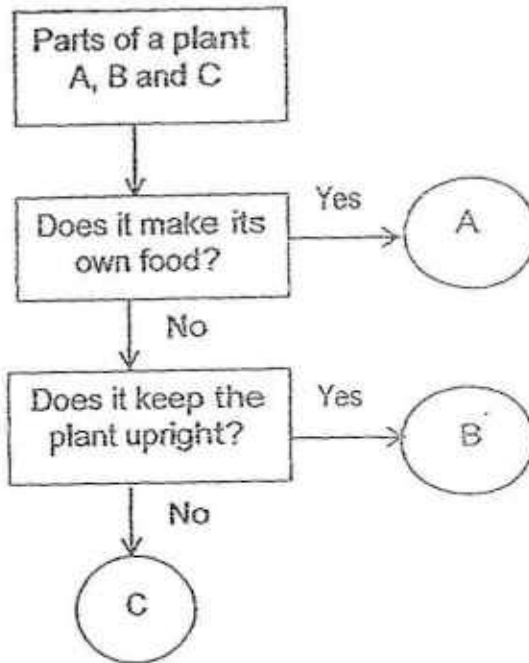 Parts of a plant
A, B and C
Does it make its
own food?
Yes
A
No
Does it keep the
plant upright?
Yes
B
No
C